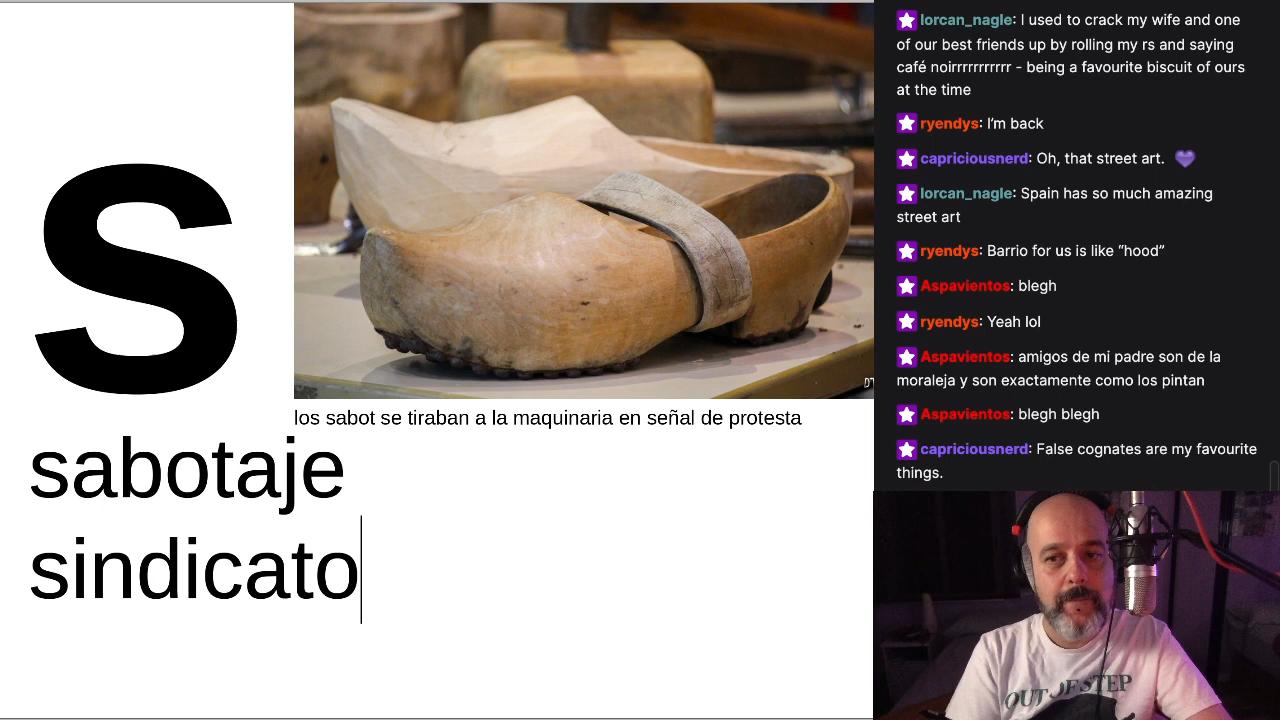 S
los sabot se tiraban a la maquinaria en señal de protesta
sabotaje
sindicato
lorcan_nagle: I used to crack my wife and one
of our best friends up by rolling my rs and saying
café noirrrrrrrrrrr - being a favourite biscuit of ours
at the time
ryendys: I’m back
capriciousnerd: Oh, that street art.
lorcan_nagle: Spain has so much amazing
street art
ryendys: Barrio for us is like “hood”
Aspavientos: blegh
ryendys: Yeah lol
Aspavientos: amigos de mi padre son de la
moraleja y son exactamente como los pintan
Aspavientos: blegh blegh
capriciousnerd: False cognates are my favourite
things.
OUT OF STEP